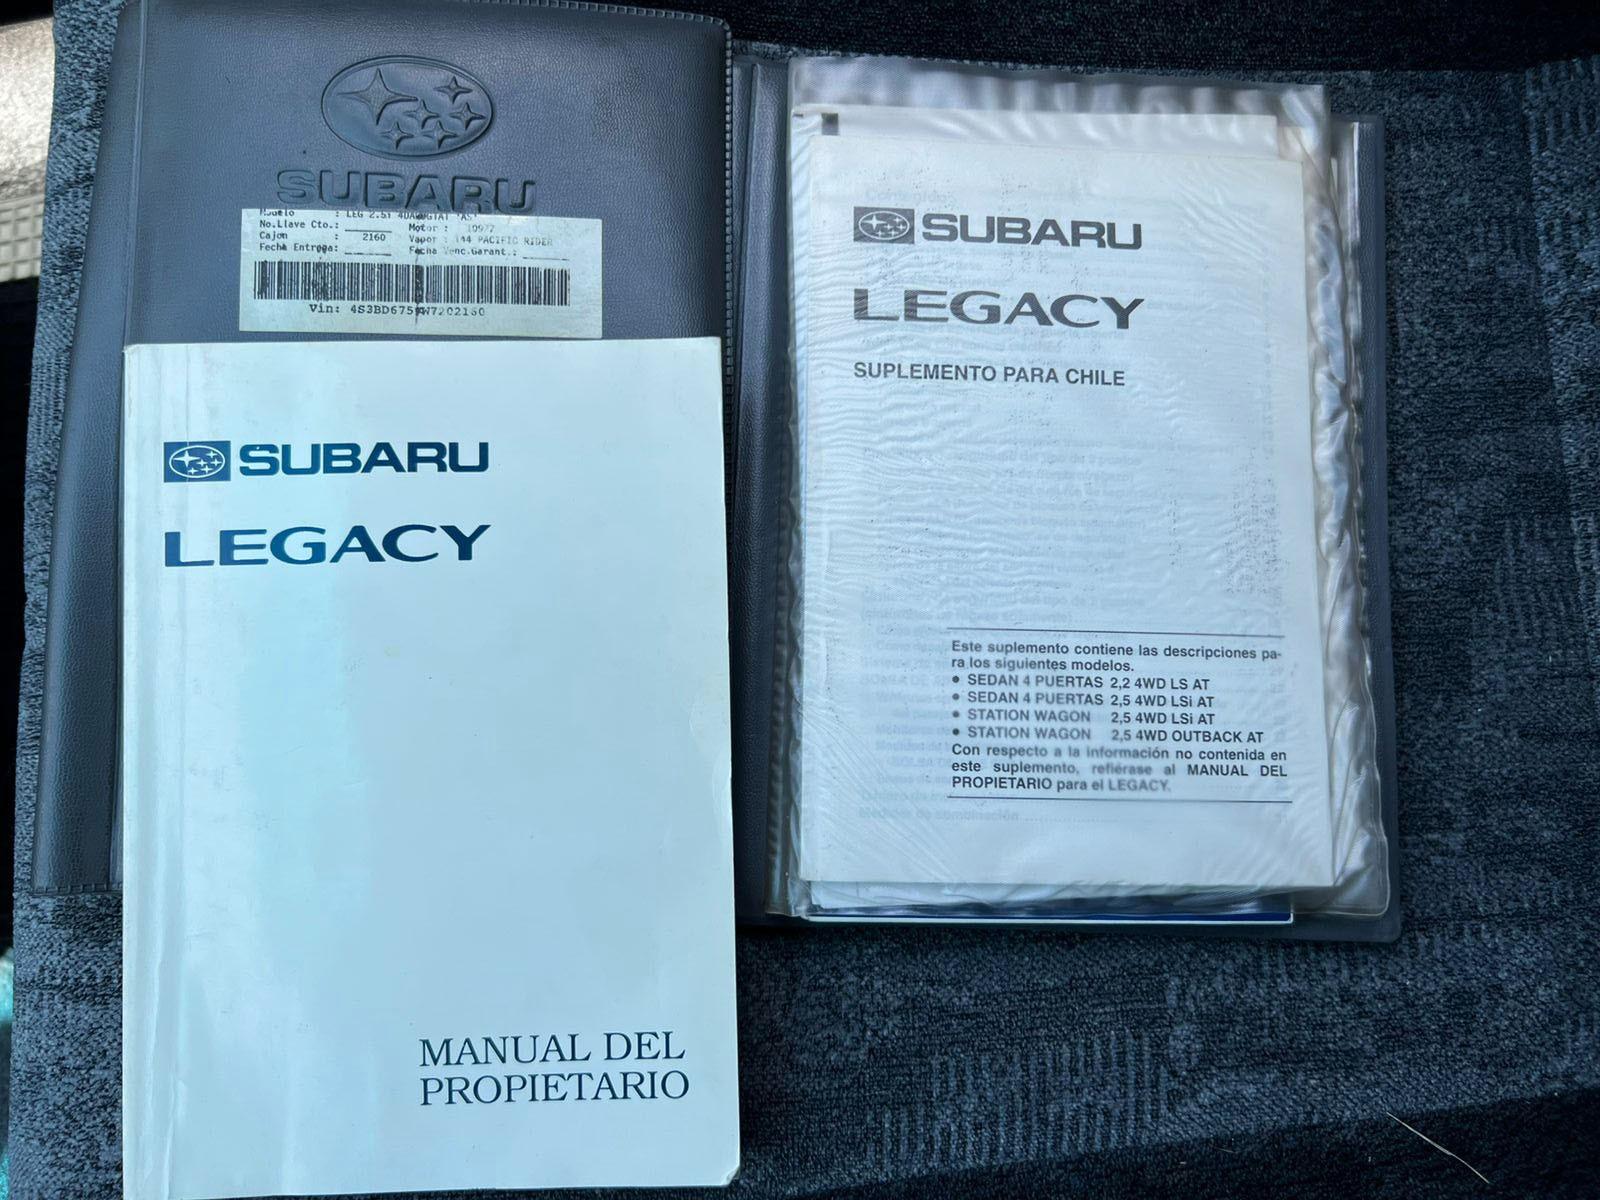 SUBARU
Modelo : LEG 2.5i
No.Llave Cto.: Motor : 10977
Cajon : 2160 Vapor : 144 PACIFIC RIDER
Fecha Entrega: Fecha Venc.Garant.:
Vin:
SUBARU
LEGACY
MANUAL DEL
PROPIETARIO
SUBARU
LEGACY
SUPLEMENTO PARA CHILE
Este suplemento contiene las descripciones pa-
ra los siguientes modelos.
• SEDAN 4 PUERTAS 2,2 4WD LS AT
• SEDAN 4 PUERTAS 2,5 4WD LSi AT
• STATION WAGON 2,5 4WD LSi AT
• STATION WAGON 2,5 4WD OUTBACK AT
Con respecto a la información no contenida en
este suplemento, refiérase al MANUAL DEL
PROPIETARIO para el LEGACY.
Medidor de combinación